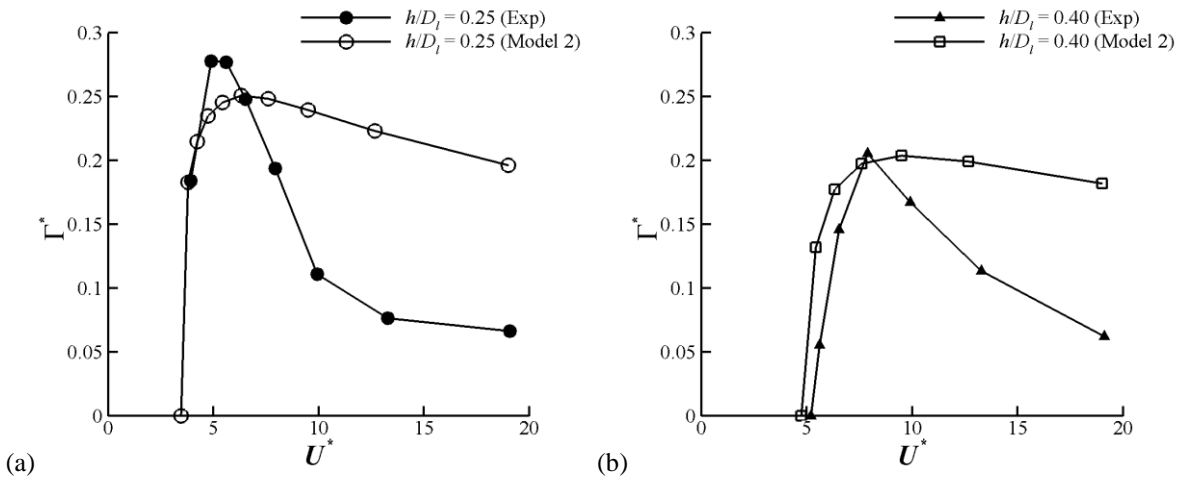 h/D_l = 0.25 (Exp)
h/D_l = 0.25 (Model 2)
0.3
0.25
0.2
0.15
0.1
0.05
0
Γ*
0 5 10 15 20
U*
(a)
h/D_l = 0.40 (Exp)
h/D_l = 0.40 (Model 2)
0.3
0.25
0.2
0.15
0.1
0.05
0
Γ*
0 5 10 15 20
U*
(b)